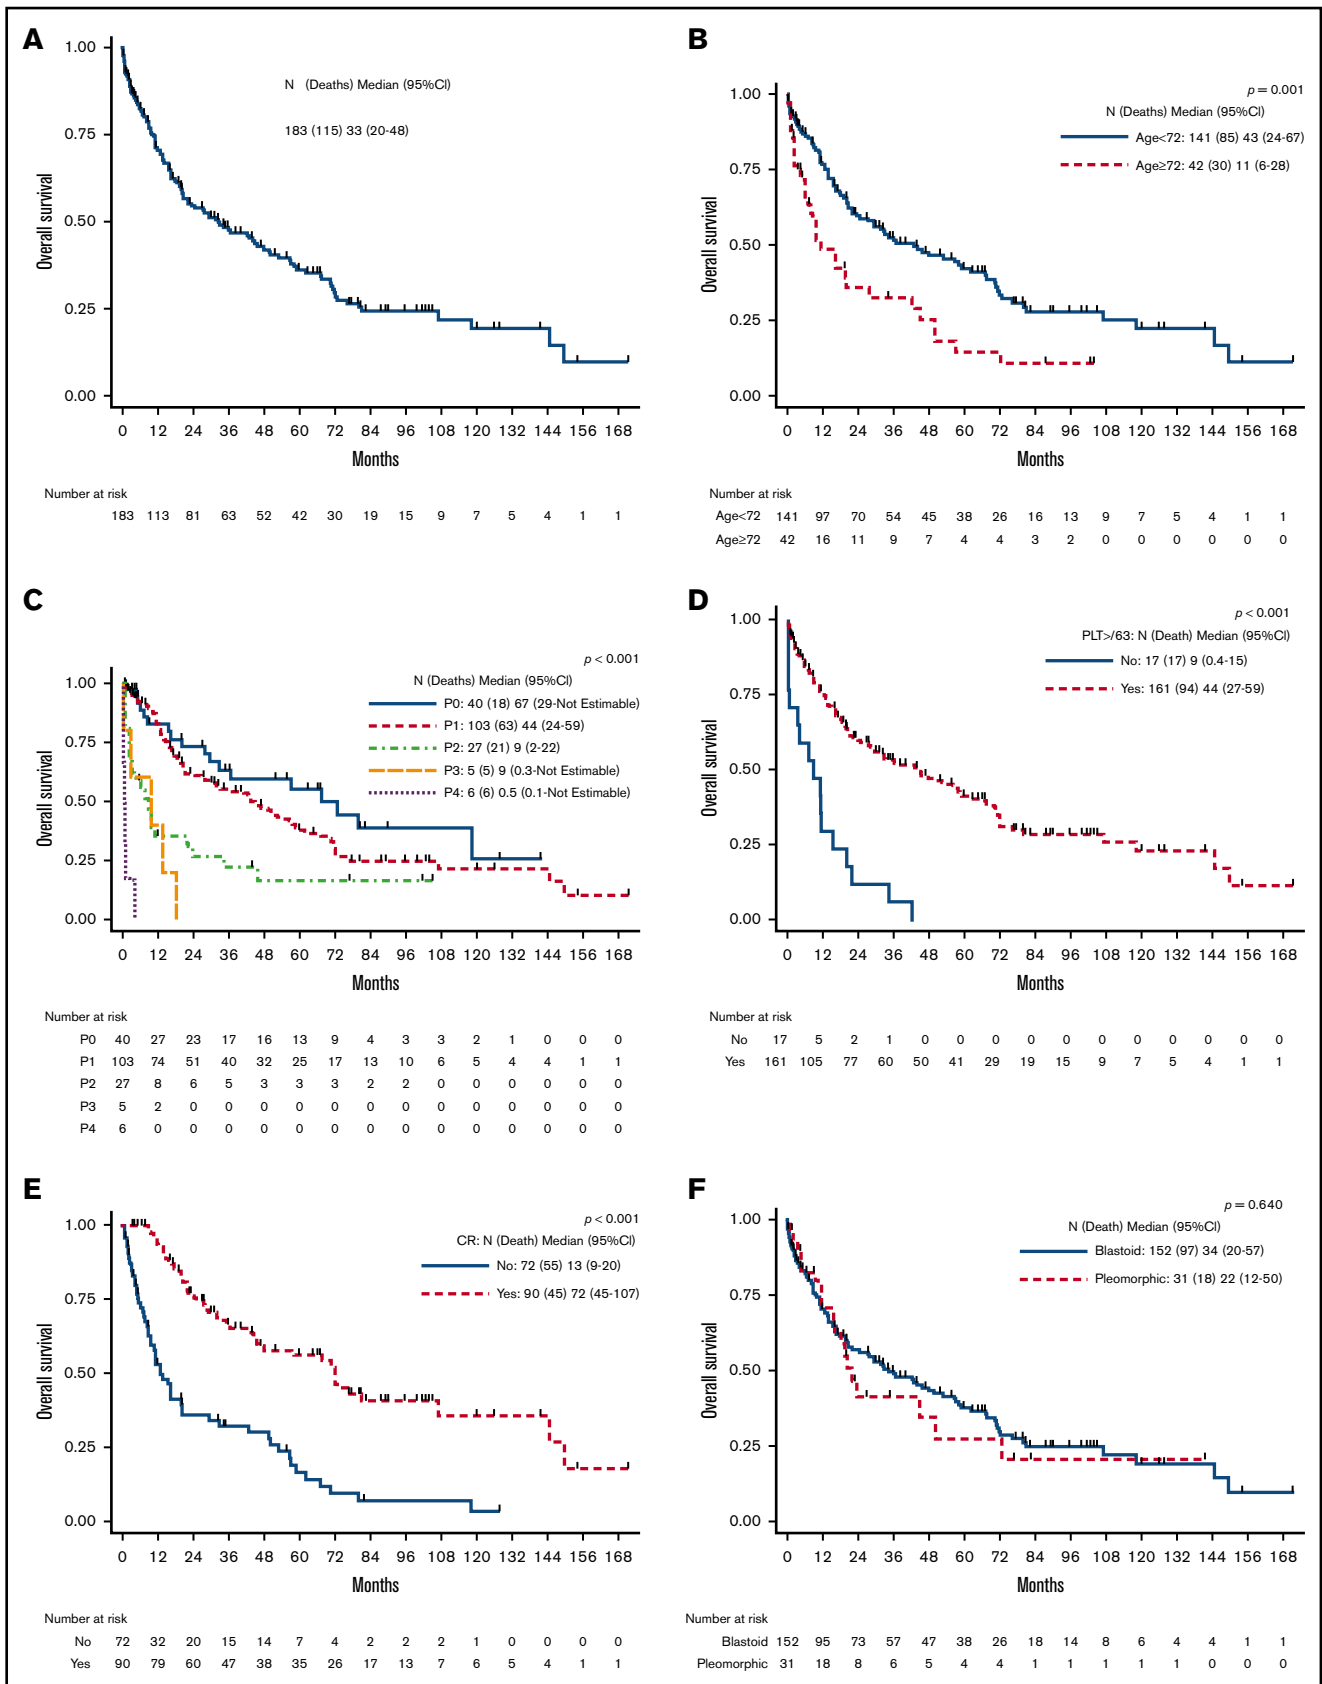 A
1.00
0.75
0.50
0.25
0.00
Overall survival
N (Deaths) Median (95%CI)
183 (115) 33 (20-48)
0 12 24 36 48 60 72 84 96 108 120 132 144 156 168
Months
Number at risk
183 113 81 63 52 42 30 19 15 9 7 5 4 1 1
B
1.00
0.75
0.50
0.25
0.00
Overall survival
p = 0.001
N (Deaths) Median (95%CI)
Age<72: 141 (85) 43 (24-67)
Age≥72: 42 (30) 11 (6-28)
0 12 24 36 48 60 72 84 96 108 120 132 144 156 168
Months
Number at risk
Age<72 141 97 70 54 45 38 26 16 13 9 7 5 4 1 1
Age≥72 42 16 11 9 7 4 4 3 2 0 0 0 0 0 0
C
1.00
0.75
0.50
0.25
0.00
Overall survival
p < 0.001
N (Deaths) Median (95%CI)
P0: 40 (18) 67 (29-Not Estimable)
P1: 103 (63) 44 (24-59)
P2: 27 (21) 9 (2-22)
P3: 5 (5) 9 (0.3-Not Estimable)
P4: 6 (6) 0.5 (0.1-Not Estimable)
0 12 24 36 48 60 72 84 96 108 120 132 144 156 168
Months
Number at risk
P0 40 27 23 17 16 13 9 4 3 3 2 1 0 0 0
P1 103 74 51 40 32 25 17 13 10 6 5 4 4 1 1
P2 27 8 6 5 3 3 3 2 2 0 0 0 0 0 0
P3 5 2 0 0 0 0 0 0 0 0 0 0 0 0 0
P4 6 0 0 0 0 0 0 0 0 0 0 0 0 0 0
D
1.00
0.75
0.50
0.25
0.00
Overall survival
p < 0.001
PLT>/63: N (Death) Median (95%CI)
No: 17 (17) 9 (0.4-15)
Yes: 161 (94) 44 (27-59)
0 12 24 36 48 60 72 84 96 108 120 132 144 156 168
Months
Number at risk
No 17 5 2 1 0 0 0 0 0 0 0 0 0 0 0
Yes 161 105 77 60 50 41 29 19 15 9 7 5 4 1 1
E
1.00
0.75
0.50
0.25
0.00
Overall survival
p < 0.001
CR: N (Death) Median (95%CI)
No: 72 (55) 13 (9-20)
Yes: 90 (45) 72 (45-107)
0 12 24 36 48 60 72 84 96 108 120 132 144 156 168
Months
Number at risk
No 72 32 20 15 14 7 4 2 2 2 1 0 0 0 0
Yes 90 79 60 47 38 35 26 17 13 7 6 5 4 1 1
F
1.00
0.75
0.50
0.25
0.00
Overall survival
p = 0.640
N (Death) Median (95%CI)
Blastoid: 152 (97) 34 (20-57)
Pleomorphic: 31 (18) 22 (12-50)
0 12 24 36 48 60 72 84 96 108 120 132 144 156 168
Months
Number at risk
Blastoid 152 95 73 57 47 38 26 18 14 8 6 4 4 1 1
Pleomorphic 31 18 8 6 5 4 4 1 1 1 1 1 0 0 0